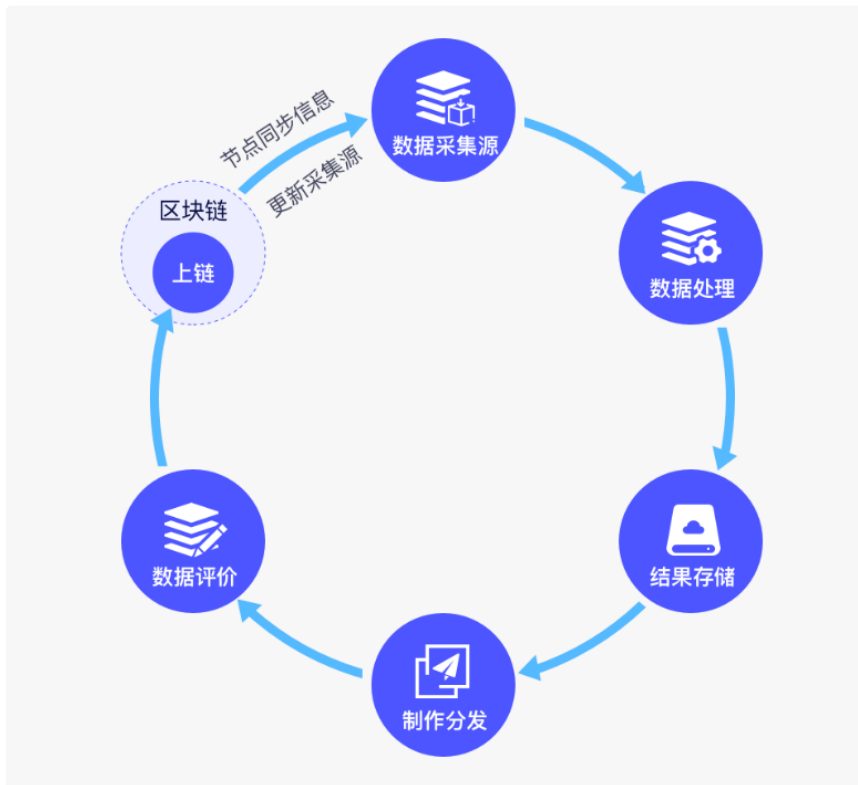 节点同步信息
更新采集源
数据采集源
区块链
上链
数据处理
数据评价
结果存储
制作分发